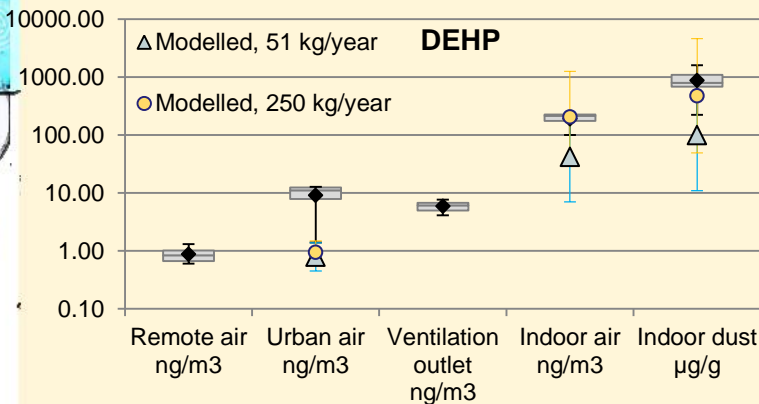 DEHP
Modelled, 51 kg/year
Modelled, 250 kg/year
10000.00
1000.00
100.00
10.00
1.00
0.10
Remote air
ng/m3
Urban air
ng/m3
Ventilation
outlet
ng/m3
Indoor air
ng/m3
Indoor dust
µg/g